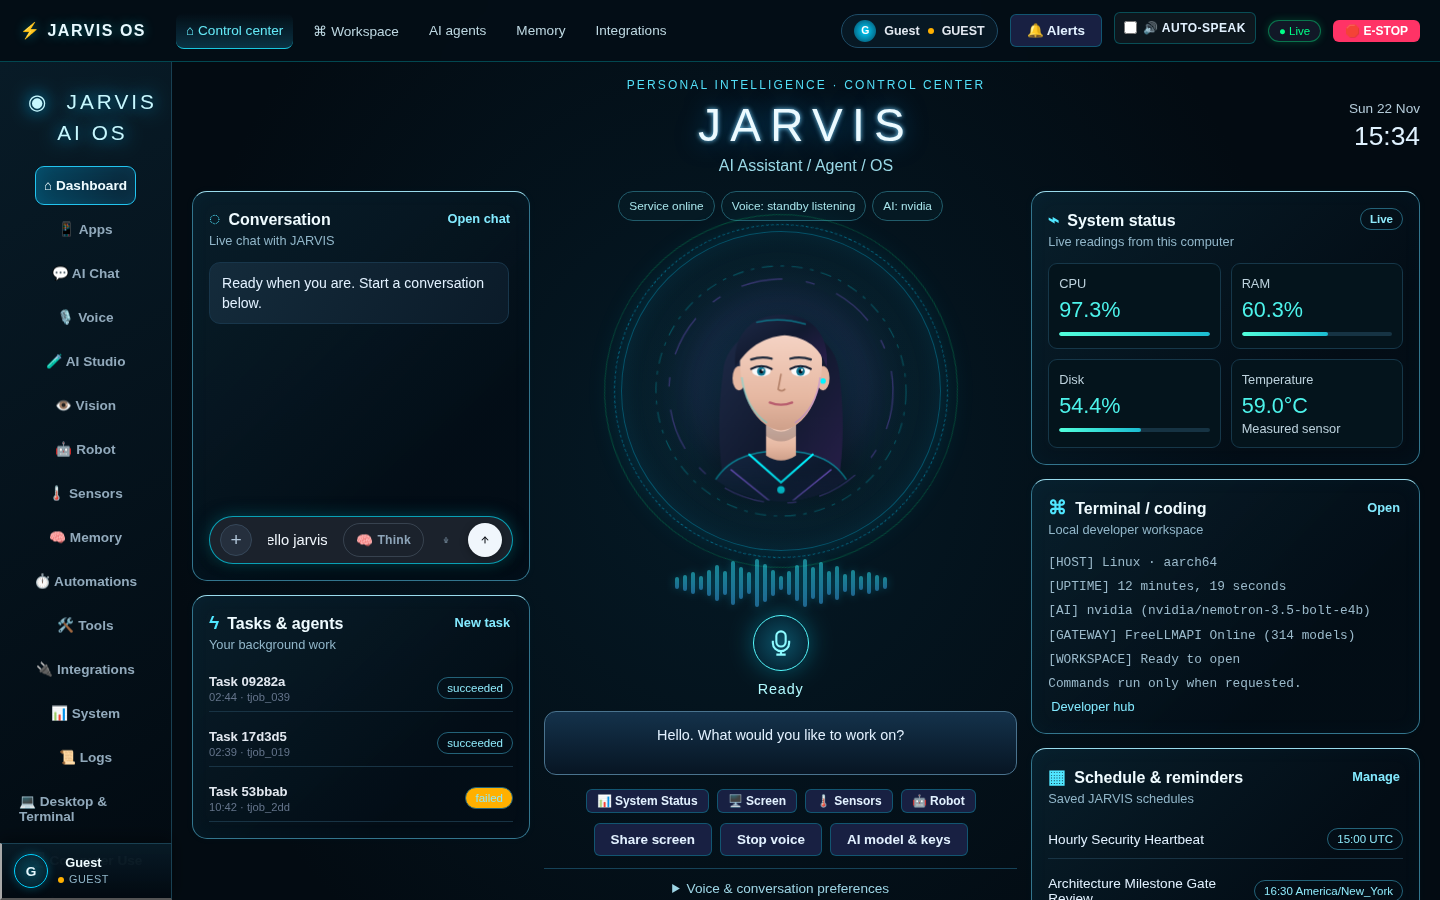 ⚡ JARVIS OS
⌂ Control center
⌘ Workspace
AI agents
Memory
Integrations
G Guest ● GUEST
🔔 Alerts
🔊 AUTO-SPEAK
● Live
🛑 E-STOP
◉ JARVIS
AI OS
⌂ Dashboard
📱 Apps
💬 AI Chat
🎙️ Voice
🧪 AI Studio
👁️ Vision
🤖 Robot
🌡️ Sensors
🧠 Memory
⏱️ Automations
🛠️ Tools
🔌 Integrations
📊 System
📜 Logs
💻 Desktop &
Terminal
G Guest
● GUEST
PERSONAL INTELLIGENCE · CONTROL CENTER
JARVIS
AI Assistant / Agent / OS
Sun 22 Nov
15:34
Conversation
Open chat
Live chat with JARVIS
Ready when you are. Start a conversation
below.
+ ello jarvis 🧠 Think
ϟ Tasks & agents
New task
Your background work
Task 09282a
02:44 · tjob_039
succeeded
Task 17d3d5
02:39 · tjob_019
succeeded
Task 53bbab
10:42 · tjob_2dd
failed
Service online
Voice: standby listening
AI: nvidia
Ready
Hello. What would you like to work on?
📊 System Status
🖥️ Screen
🌡️ Sensors
🤖 Robot
Share screen
Stop voice
AI model & keys
▶ Voice & conversation preferences
⌁ System status
Live
Live readings from this computer
CPU
97.3%
RAM
60.3%
Disk
54.4%
Temperature
59.0°C
Measured sensor
⌘ Terminal / coding
Open
Local developer workspace
[HOST] Linux · aarch64
[UPTIME] 12 minutes, 19 seconds
[AI] nvidia (nvidia/nemotron-3.5-bolt-e4b)
[GATEWAY] FreeLLMAPI Online (314 models)
[WORKSPACE] Ready to open
Commands run only when requested.
Developer hub
▦ Schedule & reminders
Manage
Saved JARVIS schedules
Hourly Security Heartbeat
15:00 UTC
Architecture Milestone Gate
Review
16:30 America/New_York